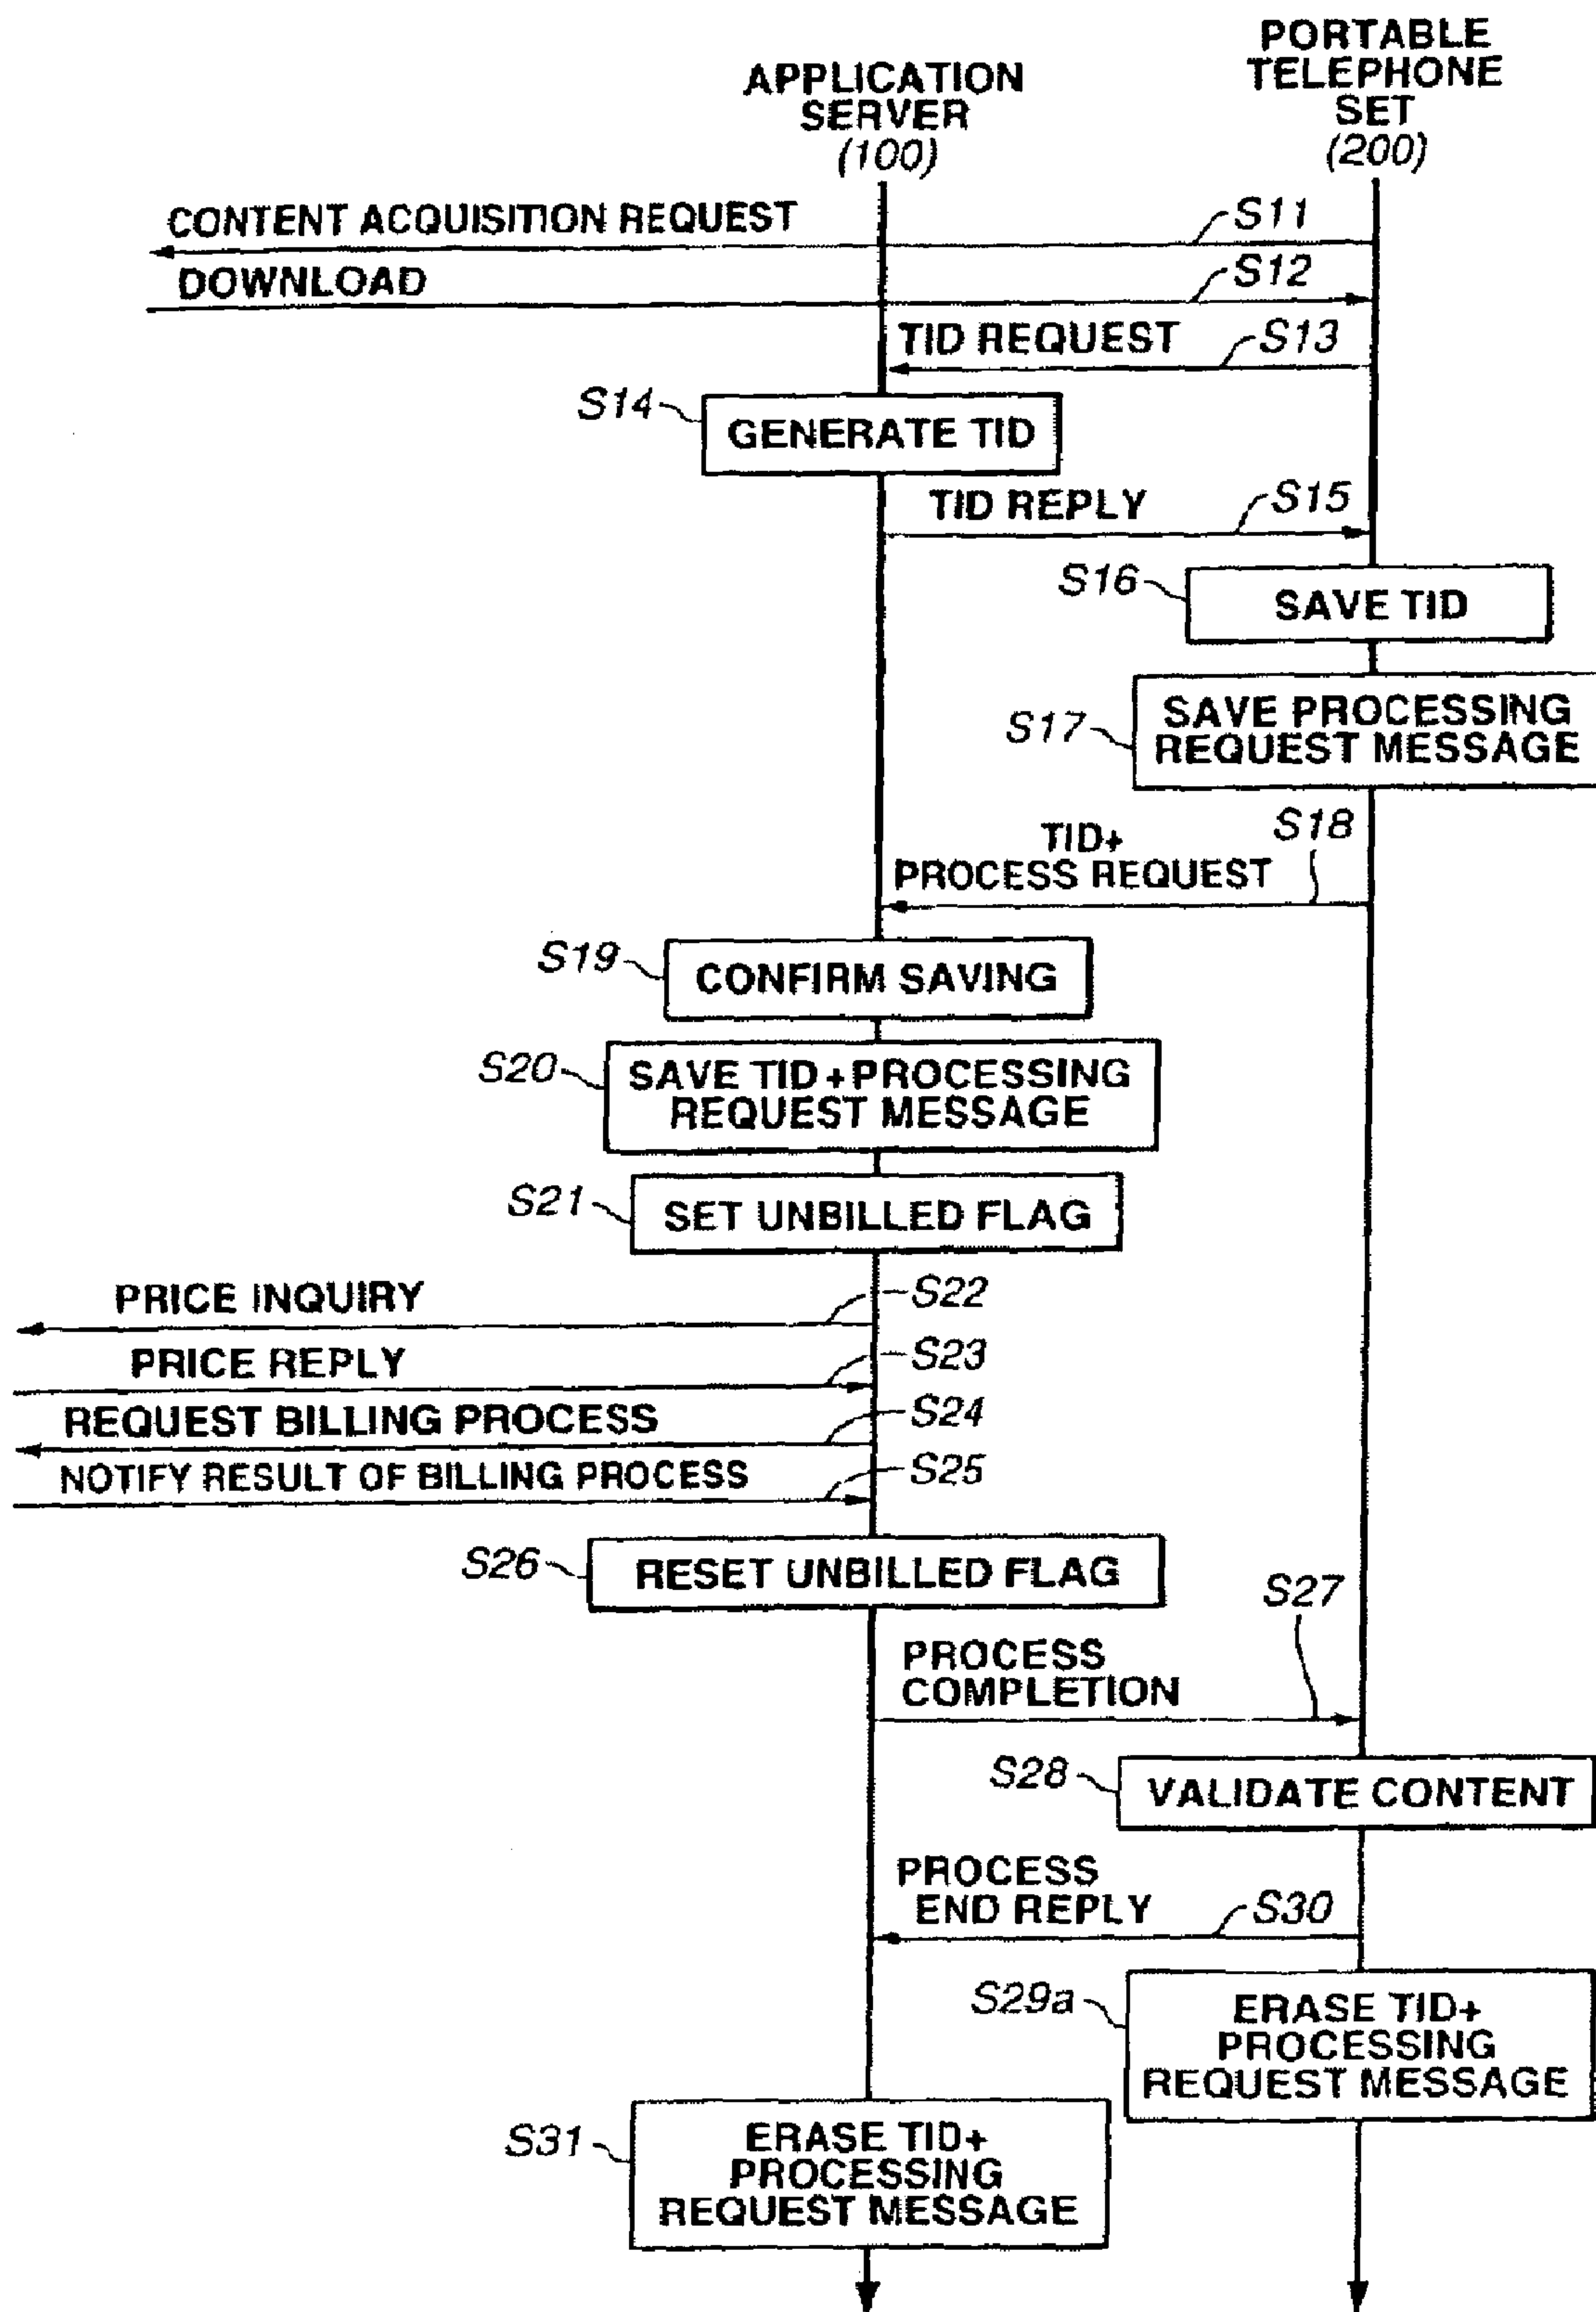 APPLICATION
SERVER
(100)
PORTABLE
TELEPHONE
SET
(200)
CONTENT ACQUISITION REQUEST
S11
DOWNLOAD
S12
TID REQUEST
S13
S14
GENERATE TID
TID REPLY
S15
S16
SAVE TID
S17
SAVE PROCESSING
REQUEST MESSAGE
TID+
PROCESS REQUEST
S18
S19
CONFIRM SAVING
S20
SAVE TID+PROCESSING
REQUEST MESSAGE
S21
SET UNBILLED FLAG
PRICE INQUIRY
S22
PRICE REPLY
S23
REQUEST BILLING PROCESS
S24
NOTIFY RESULT OF BILLING PROCESS
S25
S26
RESET UNBILLED FLAG
PROCESS
COMPLETION
S27
S28
VALIDATE CONTENT
PROCESS
END REPLY
S30
S29a
ERASE TID+
PROCESSING
REQUEST MESSAGE
S31
ERASE TID+
PROCESSING
REQUEST MESSAGE